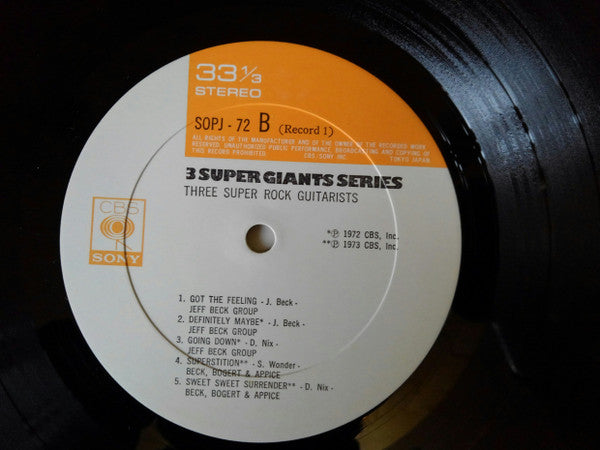 33 1/3
STEREO
SOPJ - 72 B (Record 1)
ALL RIGHTS OF THE MANUFACTURER AND OF THE OWNER OF THE RECORDED WORK
RESERVED. UNAUTHORIZED PUBLIC PERFORMANCE, BROADCASTING AND COPYING OF
THIS RECORD PROHIBITED. CBS/SONY INC. TOKYO JAPAN
3 SUPER GIANTS SERIES
THREE SUPER ROCK GUITARISTS
CBS
SONY
*℗ 1972 CBS, Inc.
**℗ 1973 CBS, Inc.
1. GOT THE FEELING - J. Beck -
JEFF BECK GROUP
2. DEFINITELY MAYBE* - J. Beck -
JEFF BECK GROUP
3. GOING DOWN* - D. Nix -
JEFF BECK GROUP
4. SUPERSTITION** - S. Wonder -
BECK, BOGERT & APPICE
5. SWEET SWEET SURRENDER** - D. Nix -
BECK, BOGERT & APPICE